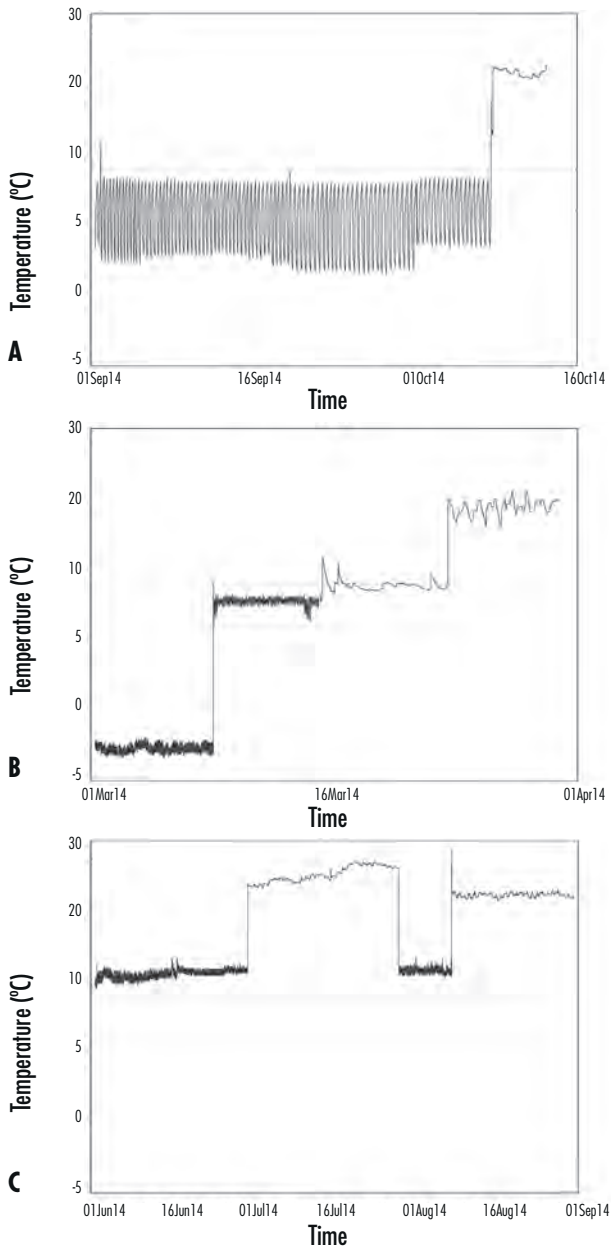 30
20
10
5
0
-5
Temperature (ºC)
A
01Sep14 16Sep14 01Oct14 16Oct14
Time
30
20
10
5
0
-5
Temperature (ºC)
B
01Mar14 16Mar14 01Apr14
Time
30
20
10
5
0
-5
Temperature (ºC)
C
01Jun14 16Jun14 01Jul14 16Jul14 01Aug14 16Aug14 01Sep14
Time